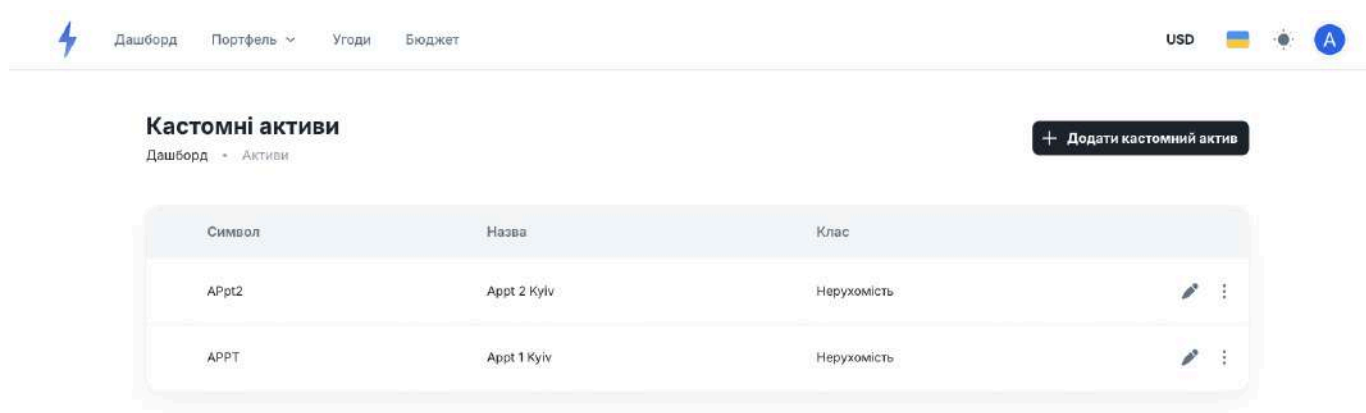 Дашборд Портфель Угоди Бюджет USD A
Кастомні активи
+ Додати кастомний актив
Дашборд • Активи
Символ Назва Клас
APpt2 Appt 2 Kyiv Нерухомість
APPT Appt 1 Kyiv Нерухомість